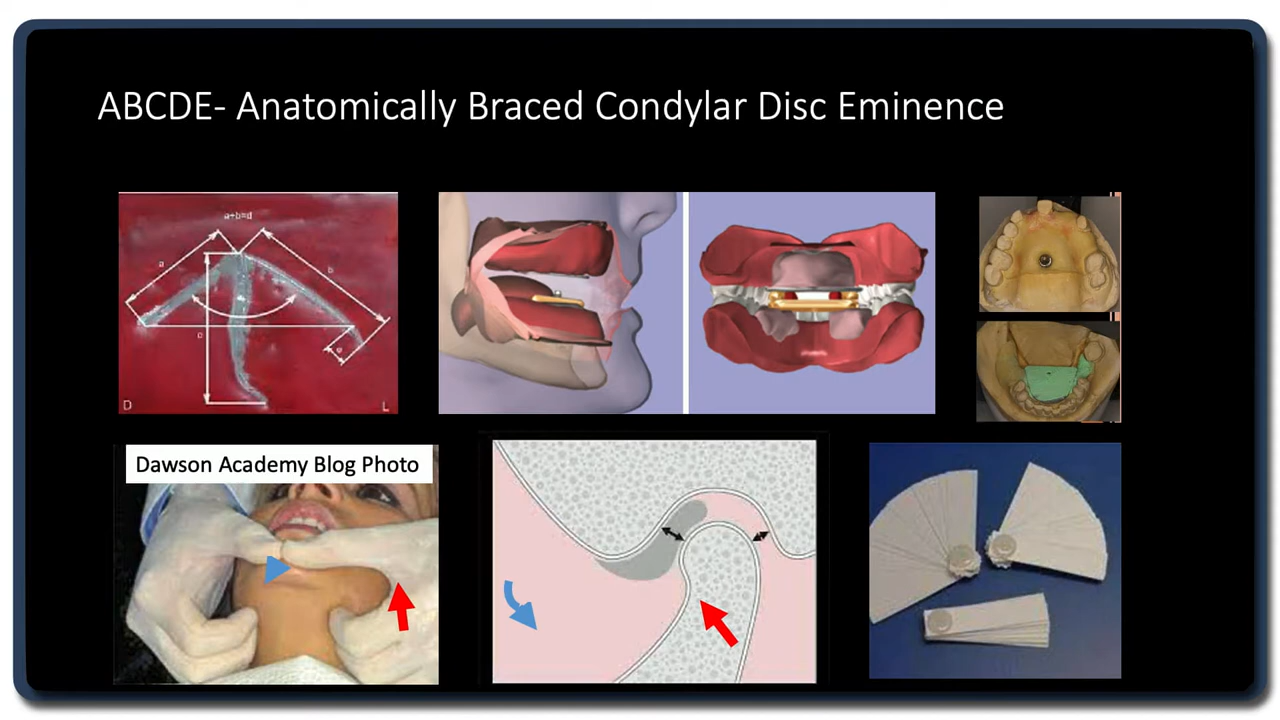 ABCDE- Anatomically Braced Condylar Disc Eminence
a+b=d
a
b
c
e
D
L
Dawson Academy Blog Photo